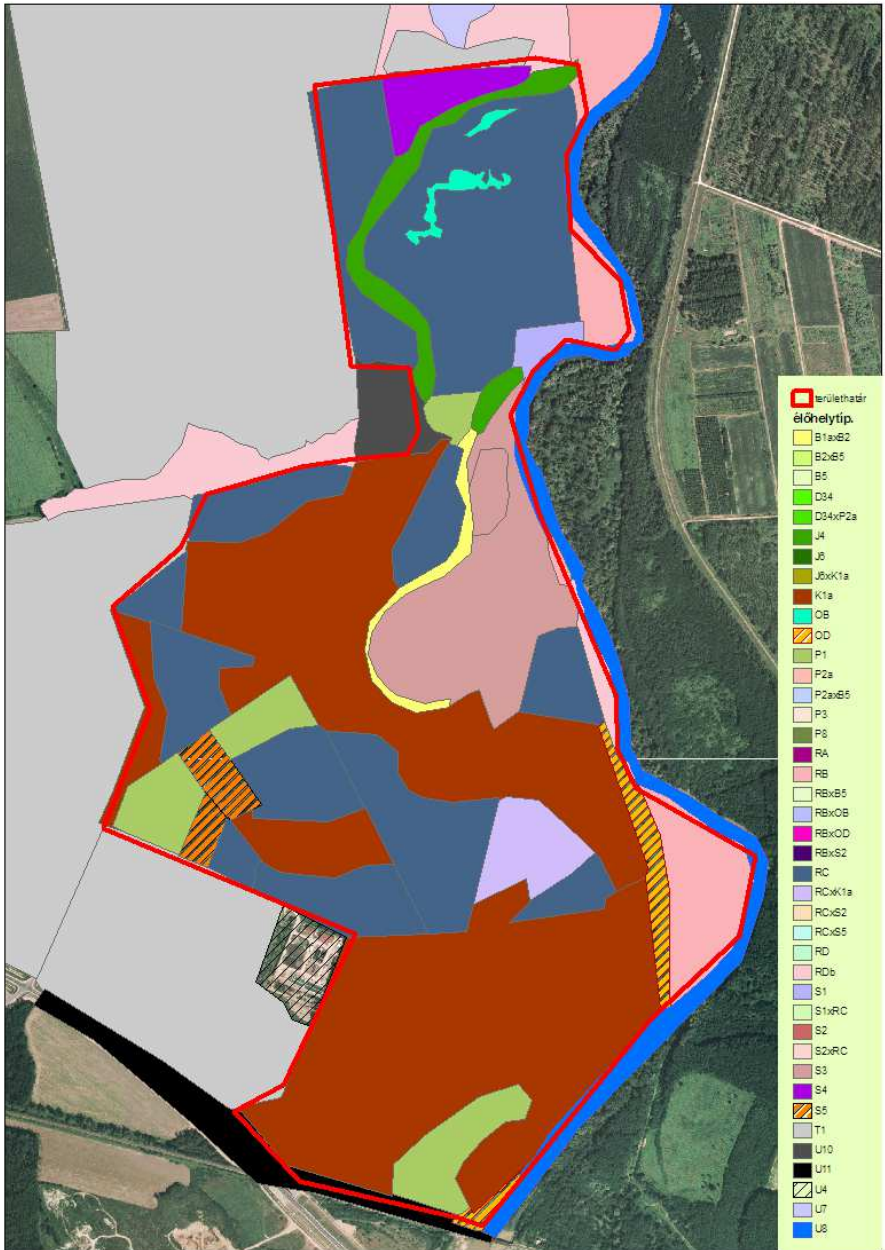 területhatár
élőhelytíp.
B1axB2
B2xB5
B5
D34
D34xP2a
J4
J6
J6xK1a
K1a
OB
OD
P1
P2a
P2axB5
P3
P8
RA
RB
RBxB5
RBxOB
RBxOD
RBxS2
RC
RCxK1a
RCxS2
RCxS5
RD
RDb
S1
S1xRC
S2
S2xRC
S3
S4
S5
T1
U10
U11
U4
U7
U8